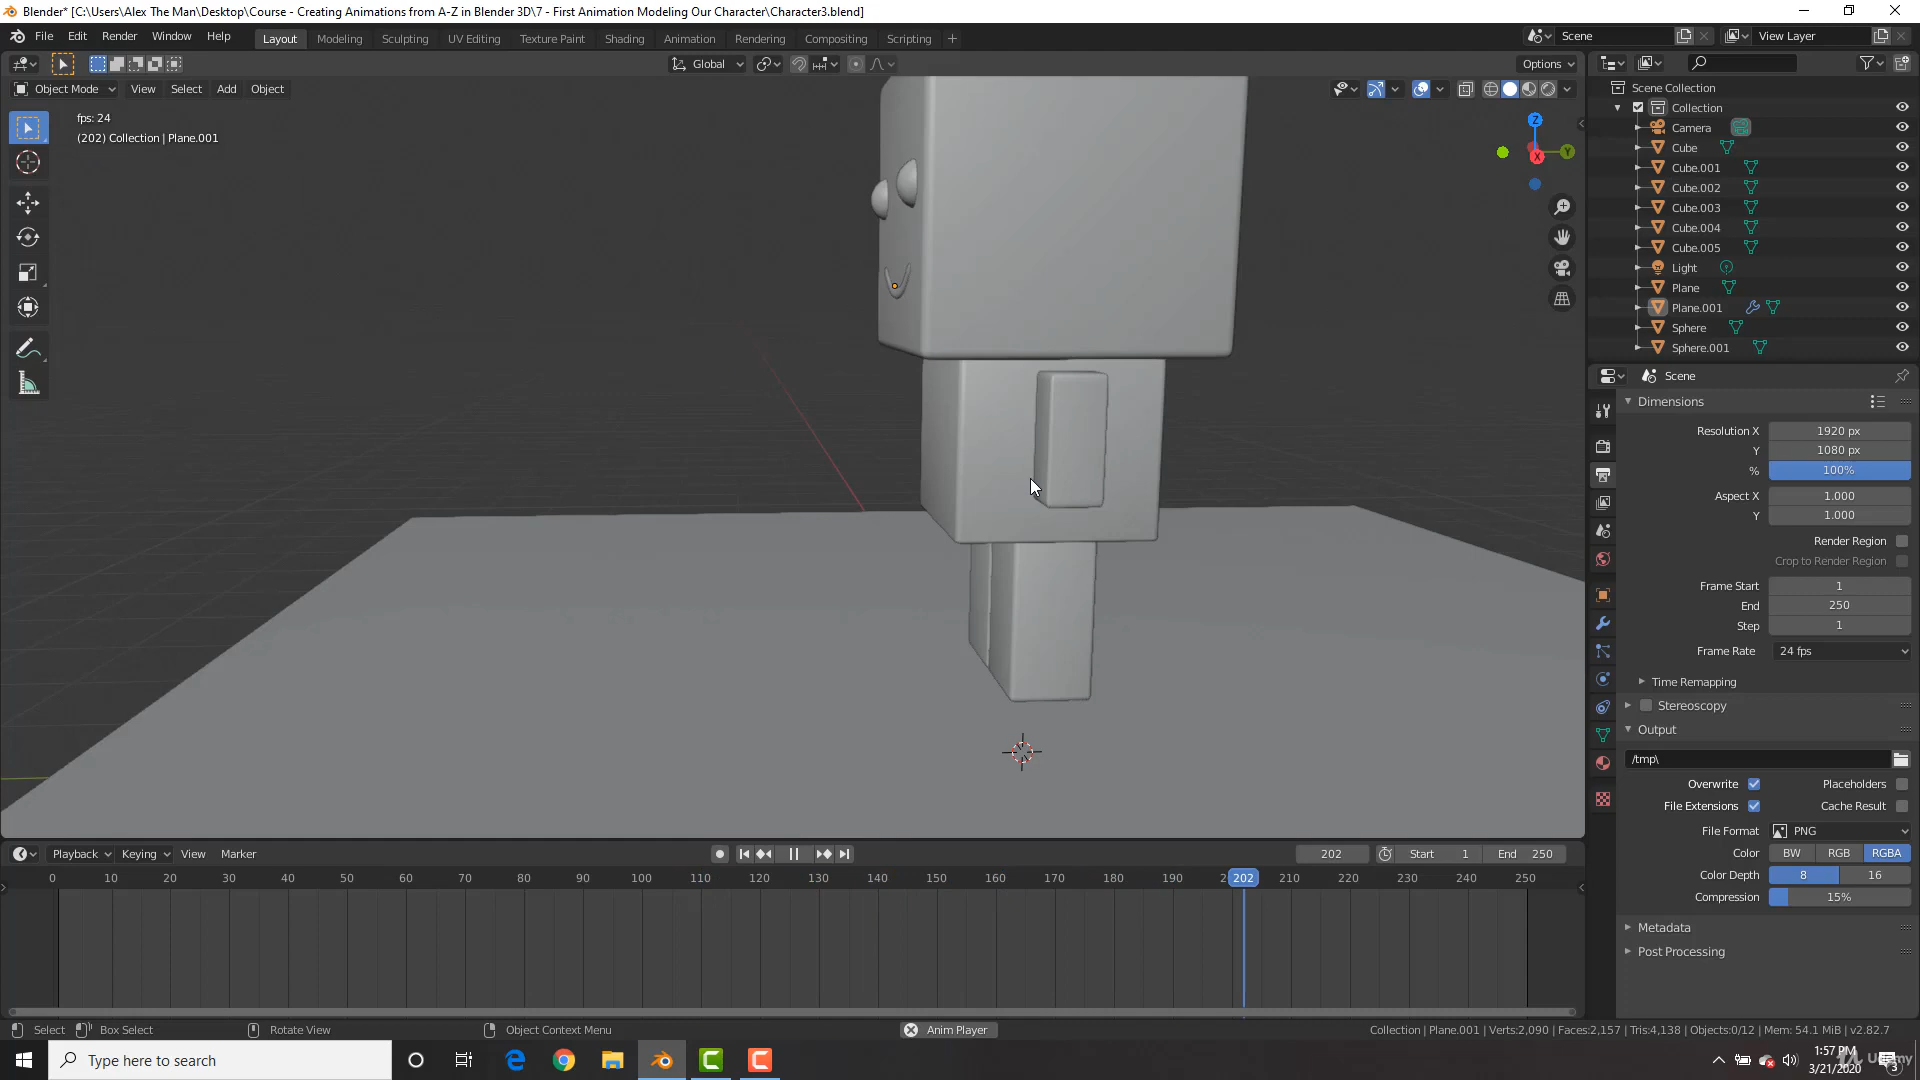 Blender* [C:\Users\Alex The Man\Desktop\Course - Creating Animations from A-Z in Blender 3D\7 - First Animation Modeling Our Character\Character3.blend]
File Edit Render Window Help Layout Modeling Sculpting UV Editing Texture Paint Shading Animation Rendering Compositing Scripting + Scene View Layer
Global Options
Object Mode View Select Add Object
fps: 24
(202) Collection | Plane.001
Z
Y
X
Scene Collection
Collection
Camera
Cube
Cube.001
Cube.002
Cube.003
Cube.004
Cube.005
Light
Plane
Plane.001
Sphere
Sphere.001
Scene
Dimensions
Resolution X 1920 px
Y 1080 px
% 100%
Aspect X 1.000
Y 1.000
Render Region
Crop to Render Region
Frame Start 1
End 250
Step 1
Frame Rate 24 fps
Time Remapping
Stereoscopy
Output
/tmp\
Overwrite Placeholders
File Extensions Cache Result
File Format PNG
Color BW RGB RGBA
Color Depth 8 16
Compression 15%
Metadata
Post Processing
Playback Keying View Marker 202 Start 1 End 250
0 10 20 30 40 50 60 70 80 90 100 110 120 130 140 150 160 170 180 190 202 210 220 230 240 250
Select Box Select Rotate View Object Context Menu Anim Player Collection | Plane.001 | Verts:2,090 | Faces:2,157 | Tris:4,138 | Objects:0/12 | Mem: 54.1 MiB | v2.82.7
Type here to search
1:57 PM
3/21/2020
3
Udemy